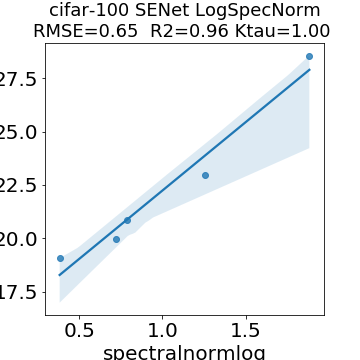 cifar-100 SENet LogSpecNorm
RMSE=0.65 R2=0.96 Ktau=1.00
27.5
25.0
22.5
20.0
17.5
0.5 1.0 1.5
spectralnormlog